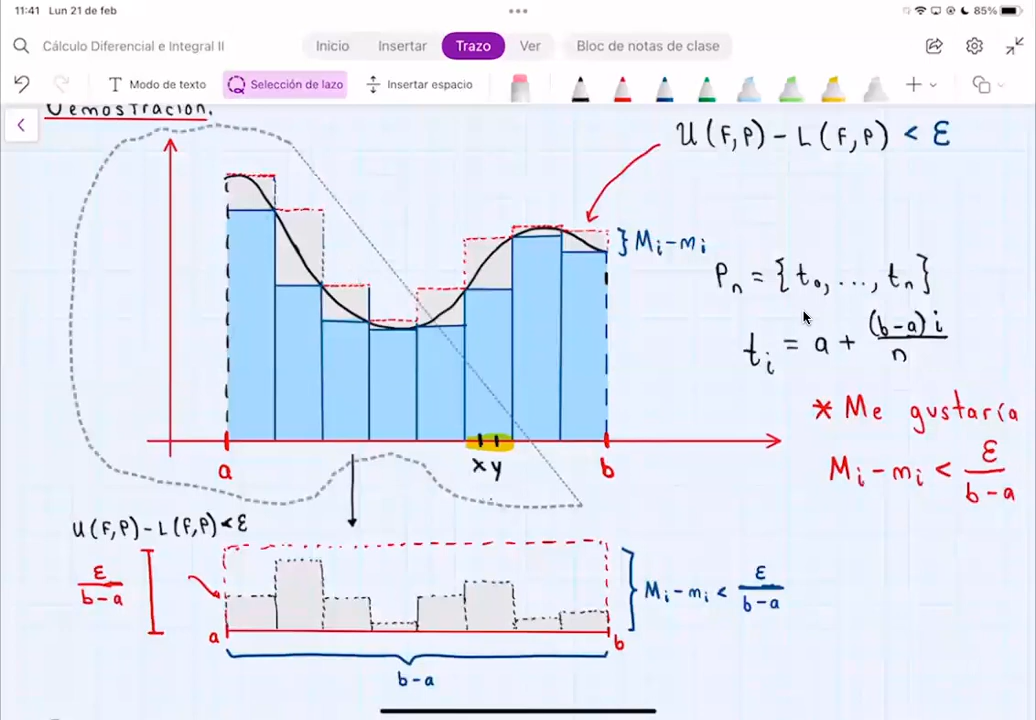 11:41 Lun 21 de feb
85%
Cálculo Diferencial e Integral II
Inicio Insertar Trazo Ver Bloc de notas de clase
Modo de texto Selección de lazo Insertar espacio
Demostración.
U(F,P) - L(F,P) < ε
} Mᵢ-mᵢ
Pₙ = {t₀, ..., tₙ}
tᵢ = a + (b-a)i / n
* Me gustaría
Mᵢ-mᵢ < ε / b-a
a x y b
U(F,P)-L(F,P)<ε
ε / b-a
} Mᵢ-mᵢ < ε / b-a
a b
b-a